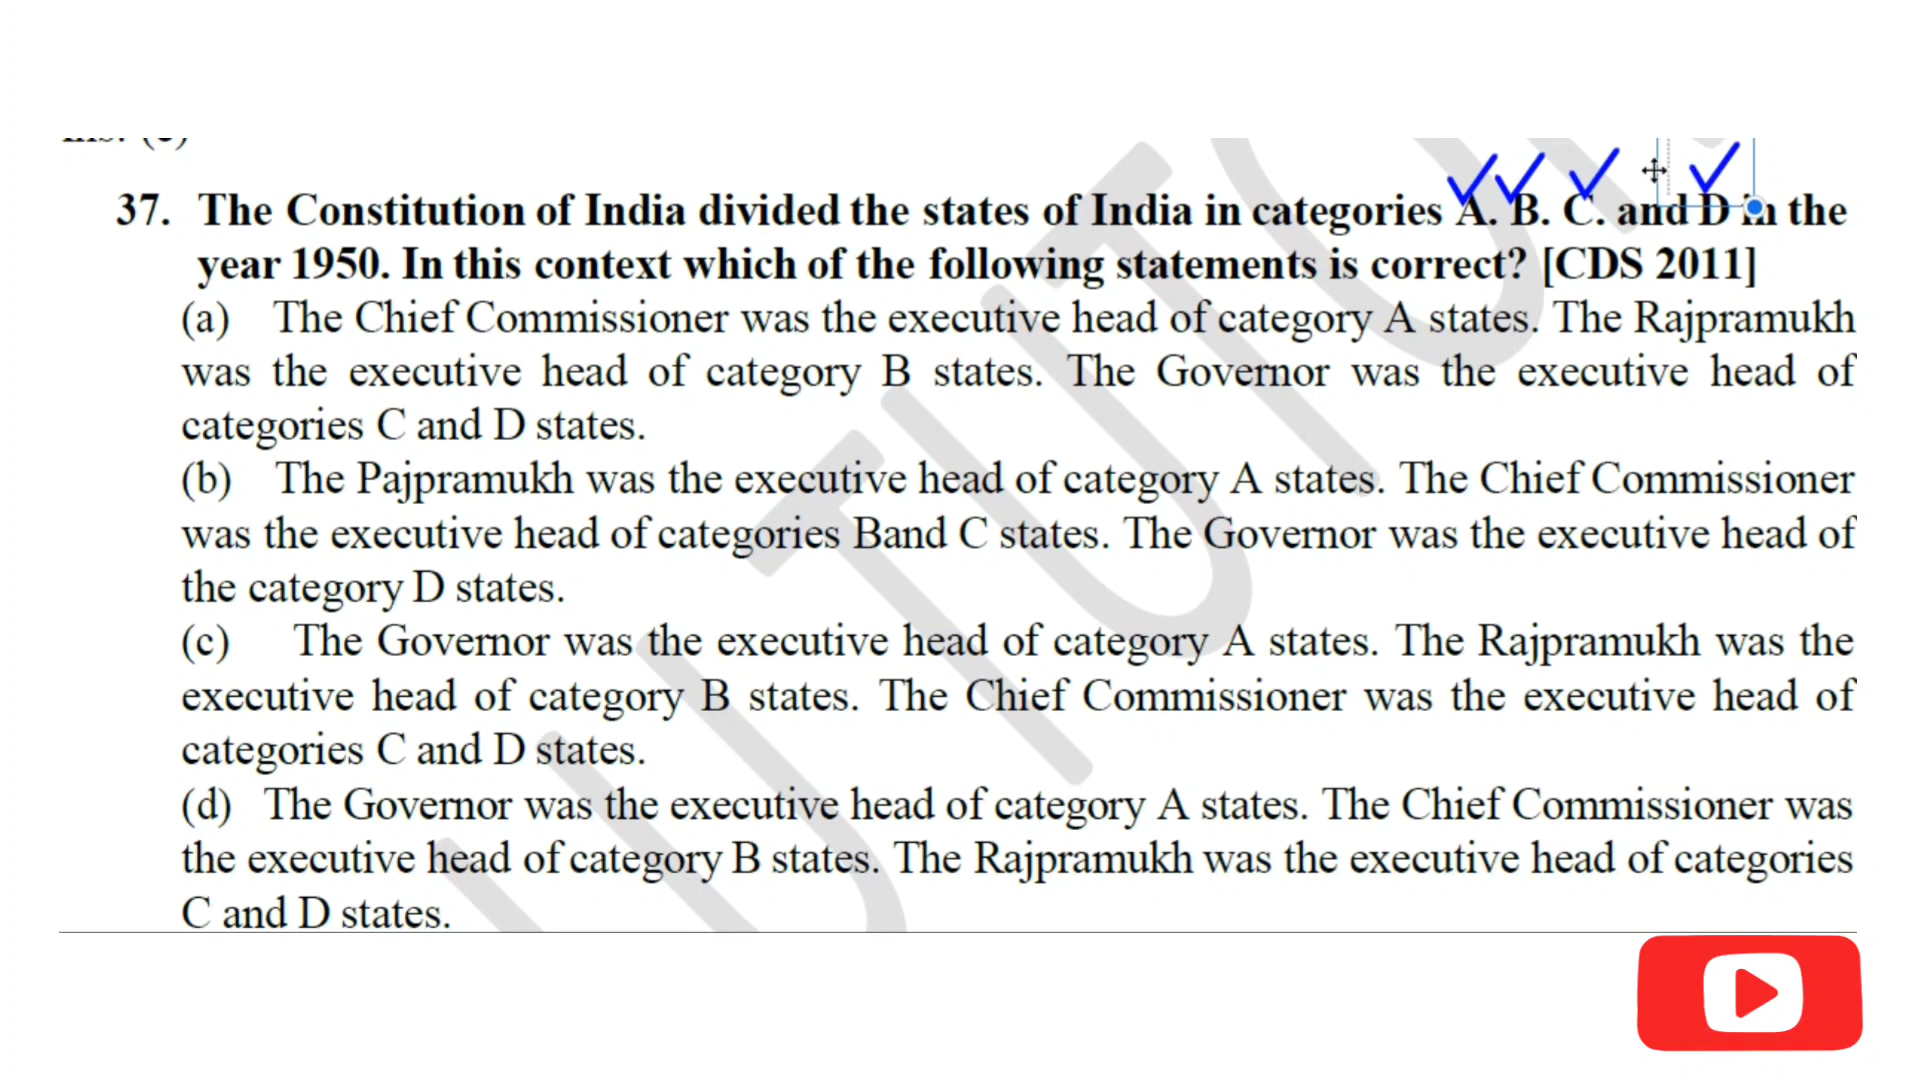 37. The Constitution of India divided the states of India in categories A. B. C. and D in the
year 1950. In this context which of the following statements is correct? [CDS 2011]
(a) The Chief Commissioner was the executive head of category A states. The Rajpramukh
was the executive head of category B states. The Governor was the executive head of
categories C and D states.
(b) The Pajpramukh was the executive head of category A states. The Chief Commissioner
was the executive head of categories Band C states. The Governor was the executive head of
the category D states.
(c) The Governor was the executive head of category A states. The Rajpramukh was the
executive head of category B states. The Chief Commissioner was the executive head of
categories C and D states.
(d) The Governor was the executive head of category A states. The Chief Commissioner was
the executive head of category B states. The Rajpramukh was the executive head of categories
C and D states.